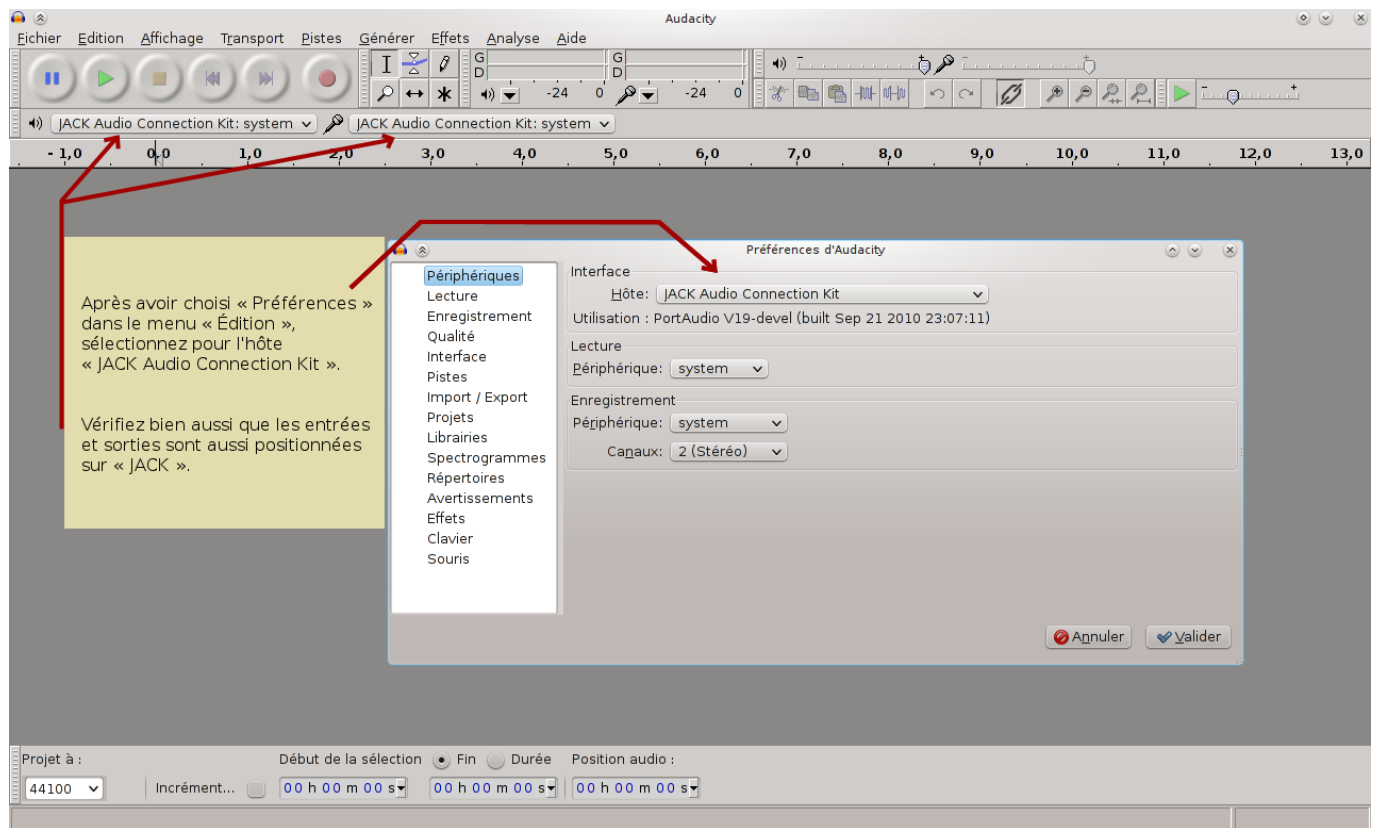 Audacity
Fichier Edition Affichage Transport Pistes Générer Effets Analyse Aide
G
D
-24 0
G
D
-24 0
JACK Audio Connection Kit: system
JACK Audio Connection Kit: system
- 1,0 0,0 1,0 2,0 3,0 4,0 5,0 6,0 7,0 8,0 9,0 10,0 11,0 12,0 13,0
Après avoir choisi « Préférences »
dans le menu « Édition »,
sélectionnez pour l'hôte
« JACK Audio Connection Kit ».
Vérifiez bien aussi que les entrées
et sorties sont aussi positionnées
sur « JACK ».
Préférences d'Audacity
Périphériques
Lecture
Enregistrement
Qualité
Interface
Pistes
Import / Export
Projets
Librairies
Spectrogrammes
Répertoires
Avertissements
Effets
Clavier
Souris
Interface
Hôte: JACK Audio Connection Kit
Utilisation : PortAudio V19-devel (built Sep 21 2010 23:07:11)
Lecture
Périphérique: system
Enregistrement
Périphérique: system
Canaux: 2 (Stéréo)
Annuler Valider
Projet à : Début de la sélection Fin Durée Position audio :
44100 Incrément... 00 h 00 m 00 s 00 h 00 m 00 s 00 h 00 m 00 s